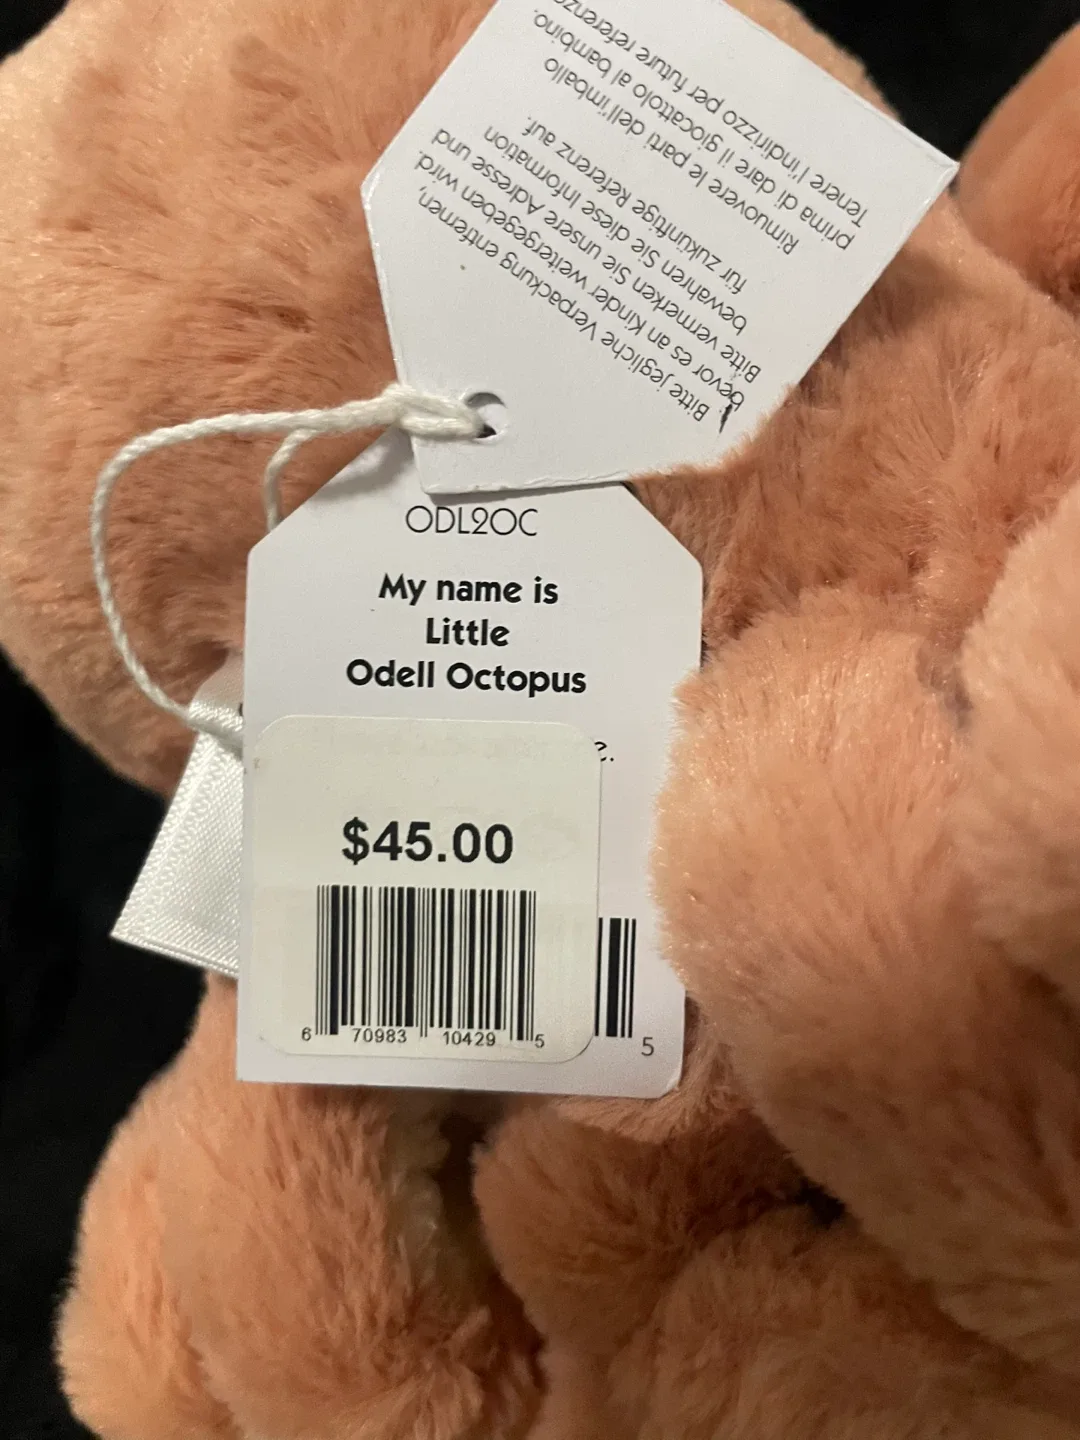 Bitte jegliche Verpackung entfernen,
bevor es an Kinder weitergegeben wird.
Bitte vermerken Sie unsere Adresse und
bewahren Sie diese Information
für zukünftige Referenz auf.
Rimuovere le parti dell'imballo
prima di dare il giocattolo al bambino.
Tenere l'indirizzo per future
ODL2OC
My name is
Little
Odell Octopus
$45.00
6 70983 10429 5
5